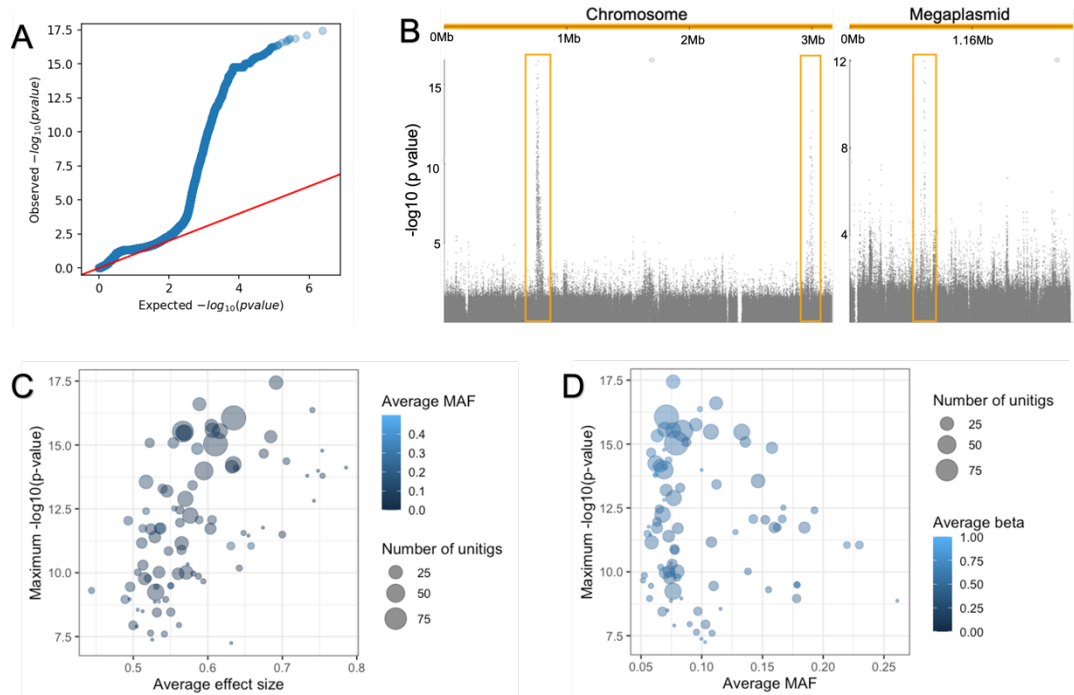 A
17.5
15.0
12.5
10.0
7.5
5.0
2.5
0.0
Observed −log10(pvalue)
0 2 4 6
Expected −log10(pvalue)
B
Chromosome Megaplasmid
0Mb 1Mb 2Mb 3Mb 0Mb 1.16Mb
15
10
5
-log10 (p value)
12
8
4
C
17.5
15.0
12.5
10.0
7.5
Maximum -log10(p-value)
0.5 0.6 0.7 0.8
Average effect size
Average MAF
0.4
0.3
0.2
0.1
0.0
Number of unitigs
25
50
75
D
17.5
15.0
12.5
10.0
7.5
Maximum -log10(p-value)
0.05 0.10 0.15 0.20 0.25
Average MAF
Number of unitigs
25
50
75
Average beta
1.00
0.75
0.50
0.25
0.00